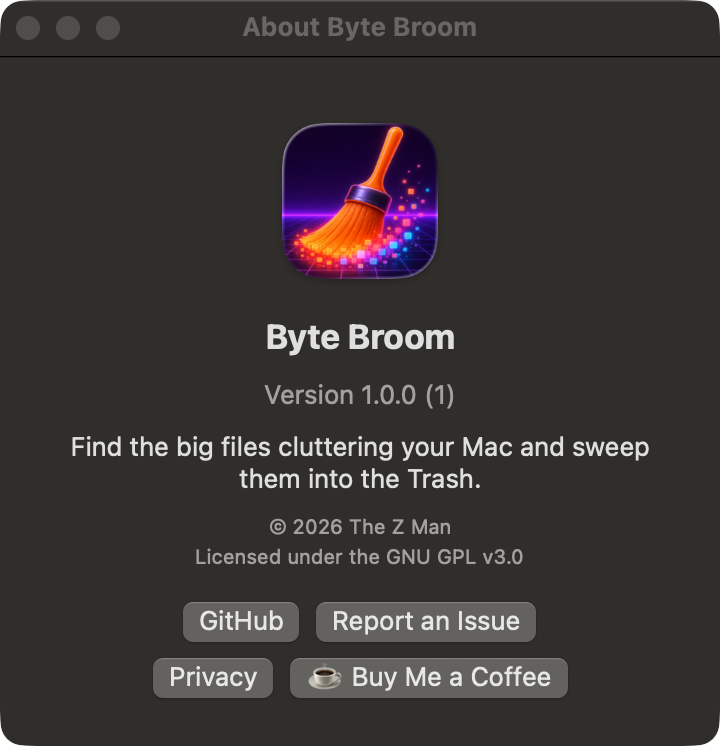 About Byte Broom
Byte Broom
Version 1.0.0 (1)
Find the big files cluttering your Mac and sweep
them into the Trash.
© 2026 The Z Man
Licensed under the GNU GPL v3.0
GitHub
Report an Issue
Privacy
☕ Buy Me a Coffee